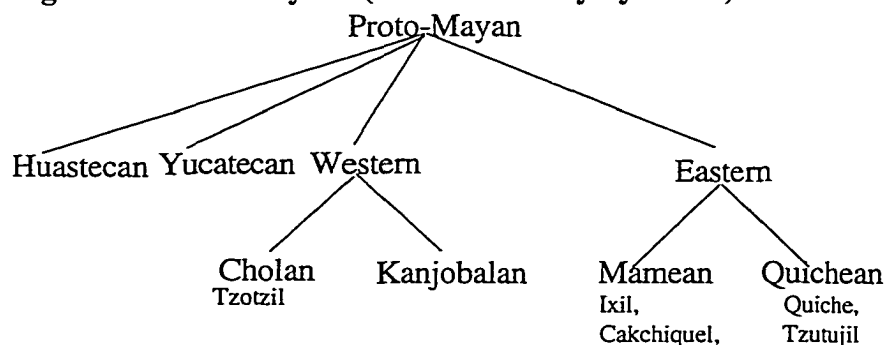 Proto-Mayan
Huastecan Yucatecan Western Eastern
Cholan Kanjobalan Mamean Quichean
Tzotzil Ixil, Quiche,
Cakchiquel, Tzutujil